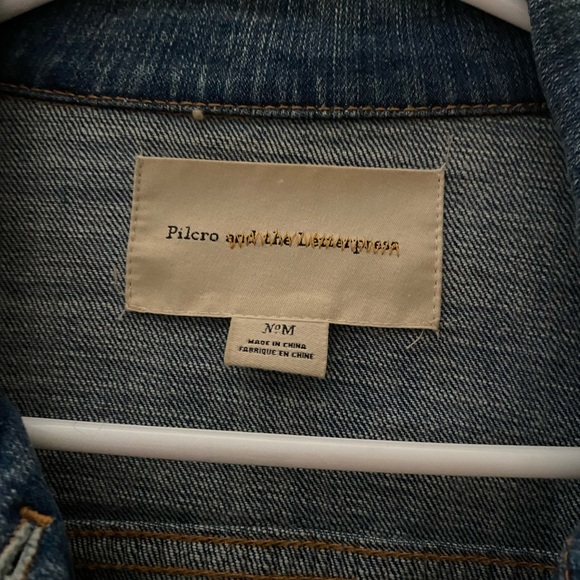 Pilcro and the Letterpress
NºM
MADE IN CHINA
FABRIQUE EN CHINE